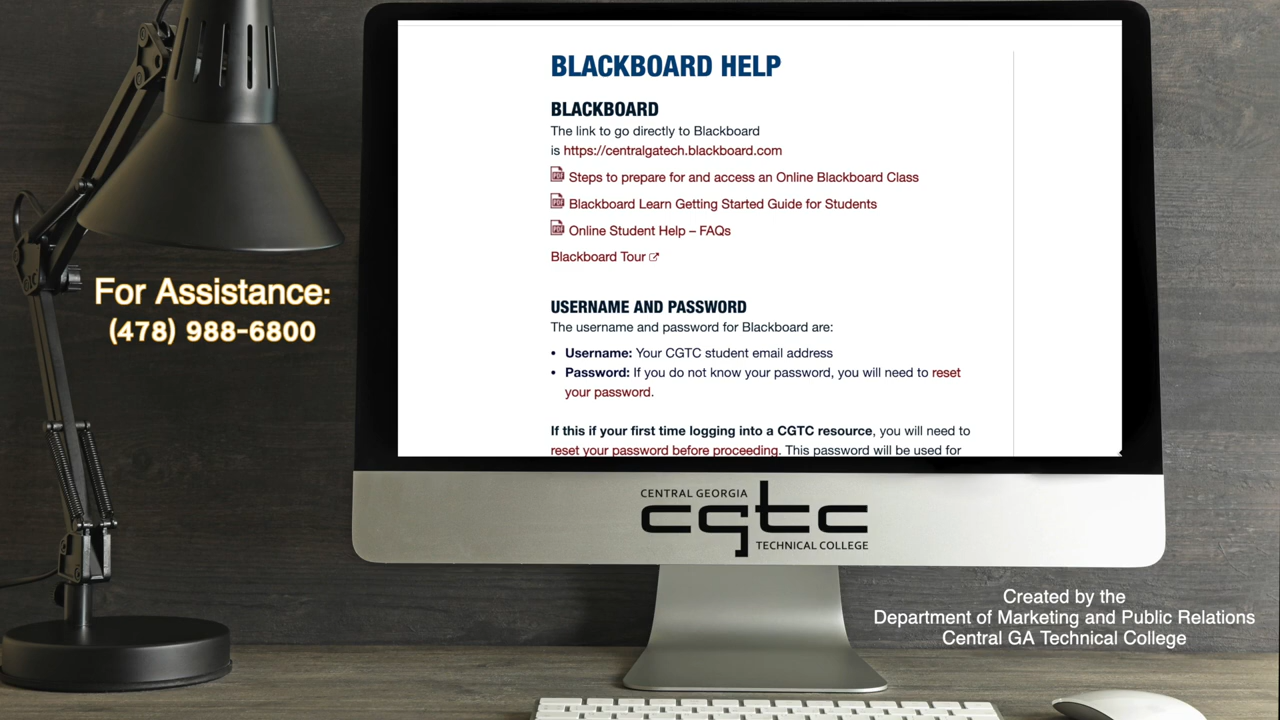 BLACKBOARD HELP
BLACKBOARD
The link to go directly to Blackboard
is https://centralgatech.blackboard.com
PDF Steps to prepare for and access an Online Blackboard Class
PDF Blackboard Learn Getting Started Guide for Students
PDF Online Student Help – FAQs
Blackboard Tour
USERNAME AND PASSWORD
The username and password for Blackboard are:
• Username: Your CGTC student email address
• Password: If you do not know your password, you will need to reset
your password.
If this if your first time logging into a CGTC resource, you will need to
reset your password before proceeding. This password will be used for
For Assistance:
(478) 988-6800
CENTRAL GEORGIA
cgtc
TECHNICAL COLLEGE
Created by the
Department of Marketing and Public Relations
Central GA Technical College